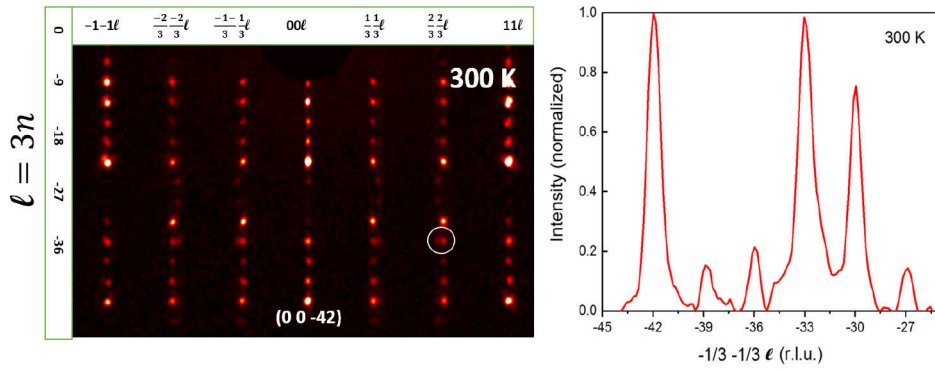 0
-1-1ℓ
-2/3 -2/3 ℓ
-1/3 -1/3 ℓ
00ℓ
1/3 1/3 ℓ
2/3 2/3 ℓ
11ℓ
300 K
-9
-18
-27
-36
ℓ = 3n
(0 0 -42)
300 K
Intensity (normalized)
1.0
0.8
0.6
0.4
0.2
0.0
-45
-42
-39
-36
-33
-30
-27
-1/3 -1/3 ℓ (r.l.u.)